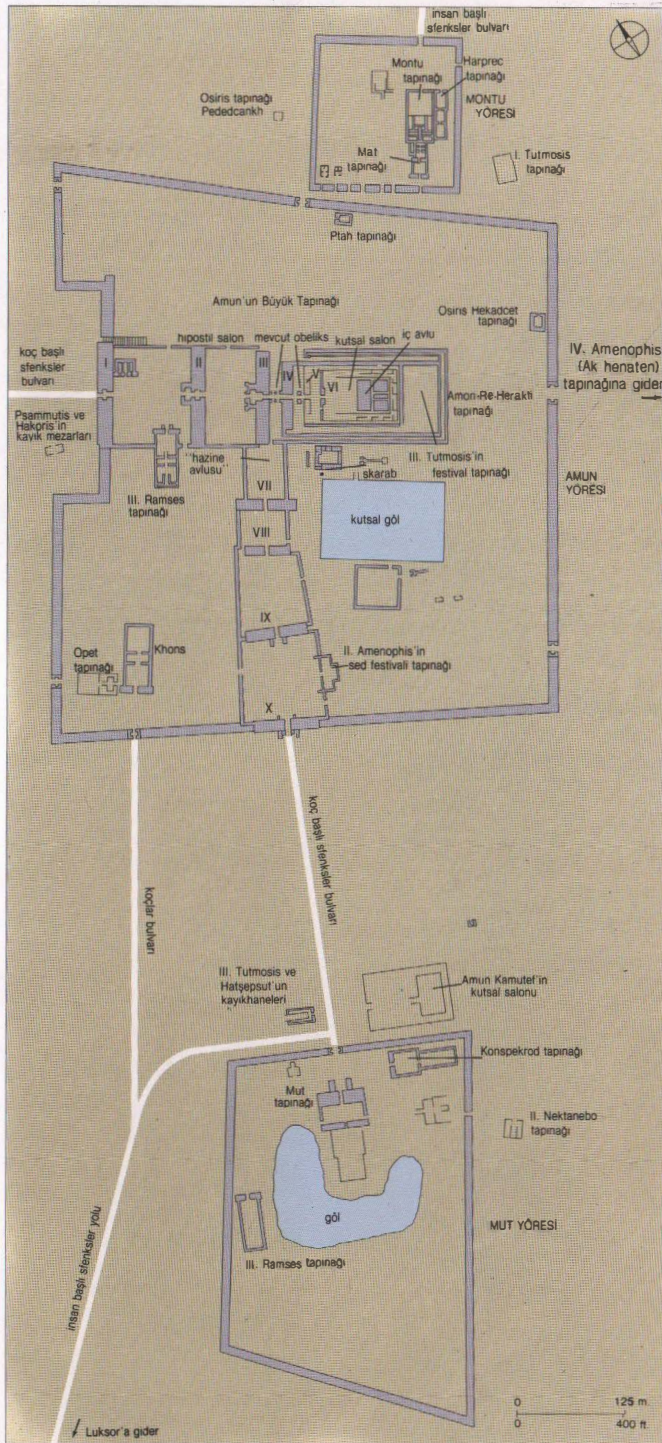 insan başlı
sfenksler bulvarı
Montu
tapınağı
Harprec
tapınağı
MONTU
YÖRESİ
Osiris tapınağı
Pededcankh
Mat
tapınağı
I. Tutmosis
tapınağı
Ptah tapınağı
Amun'un Büyük Tapınağı
Osiris Hekadcet
tapınağı
hipostil salon
mevcut obeliks
kutsal salon
iç avlu
koç başlı
sfenksler
bulvarı
I
II
III
IV
V
VI
IV. Amenophis
(Ak henaten)
tapınağına gider
Amon-Re-Herakti
tapınağı
Psammutis ve
Hakoris'in
kayık mezarları
"hazine
avlusu"
III. Ramses
tapınağı
skarab
III. Tutmosis'in
festival tapınağı
AMUN
YÖRESİ
VII
VIII
kutsal göl
IX
Opet
tapınağı
Khons
II. Amenophis'in
sed festivali tapınağı
X
koçlar bulvarı
koç başlı sfenksler bulvarı
III. Tutmosis ve
Hatşepsut'un
kayıkhaneleri
Amun Kamutef'in
kutsal salonu
Konspekrod tapınağı
Mut
tapınağı
II. Nektanebo
tapınağı
göl
MUT YÖRESİ
III. Ramses tapınağı
insan başlı sfenksler yolu
Luksor'a gider
0 125 m.
0 400 ft.